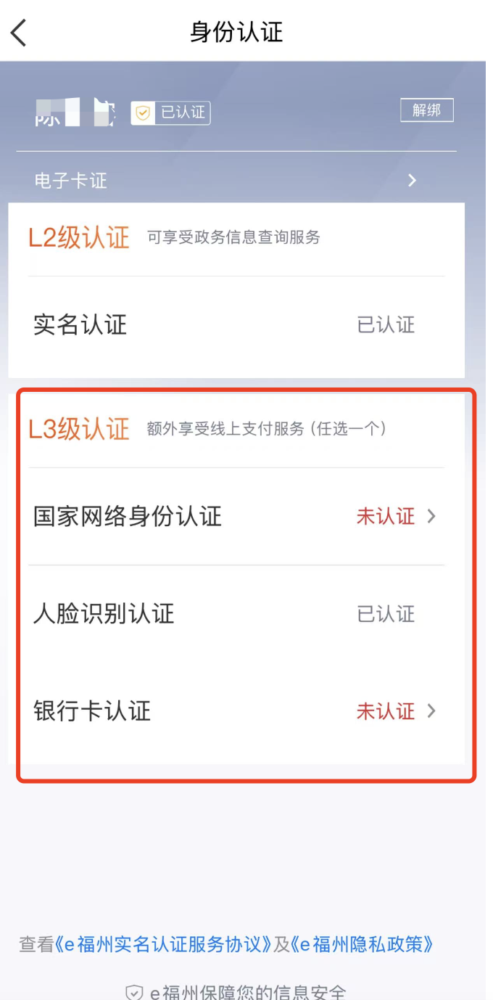 身份认证
已认证
解绑
电子卡证
L2级认证 可享受政务信息查询服务
实名认证 已认证
L3级认证 额外享受线上支付服务 (任选一个)
国家网络身份认证 未认证
人脸识别认证 已认证
银行卡认证 未认证
查看《e福州实名认证服务协议》及《e福州隐私政策》
e福州保障您的信息安全